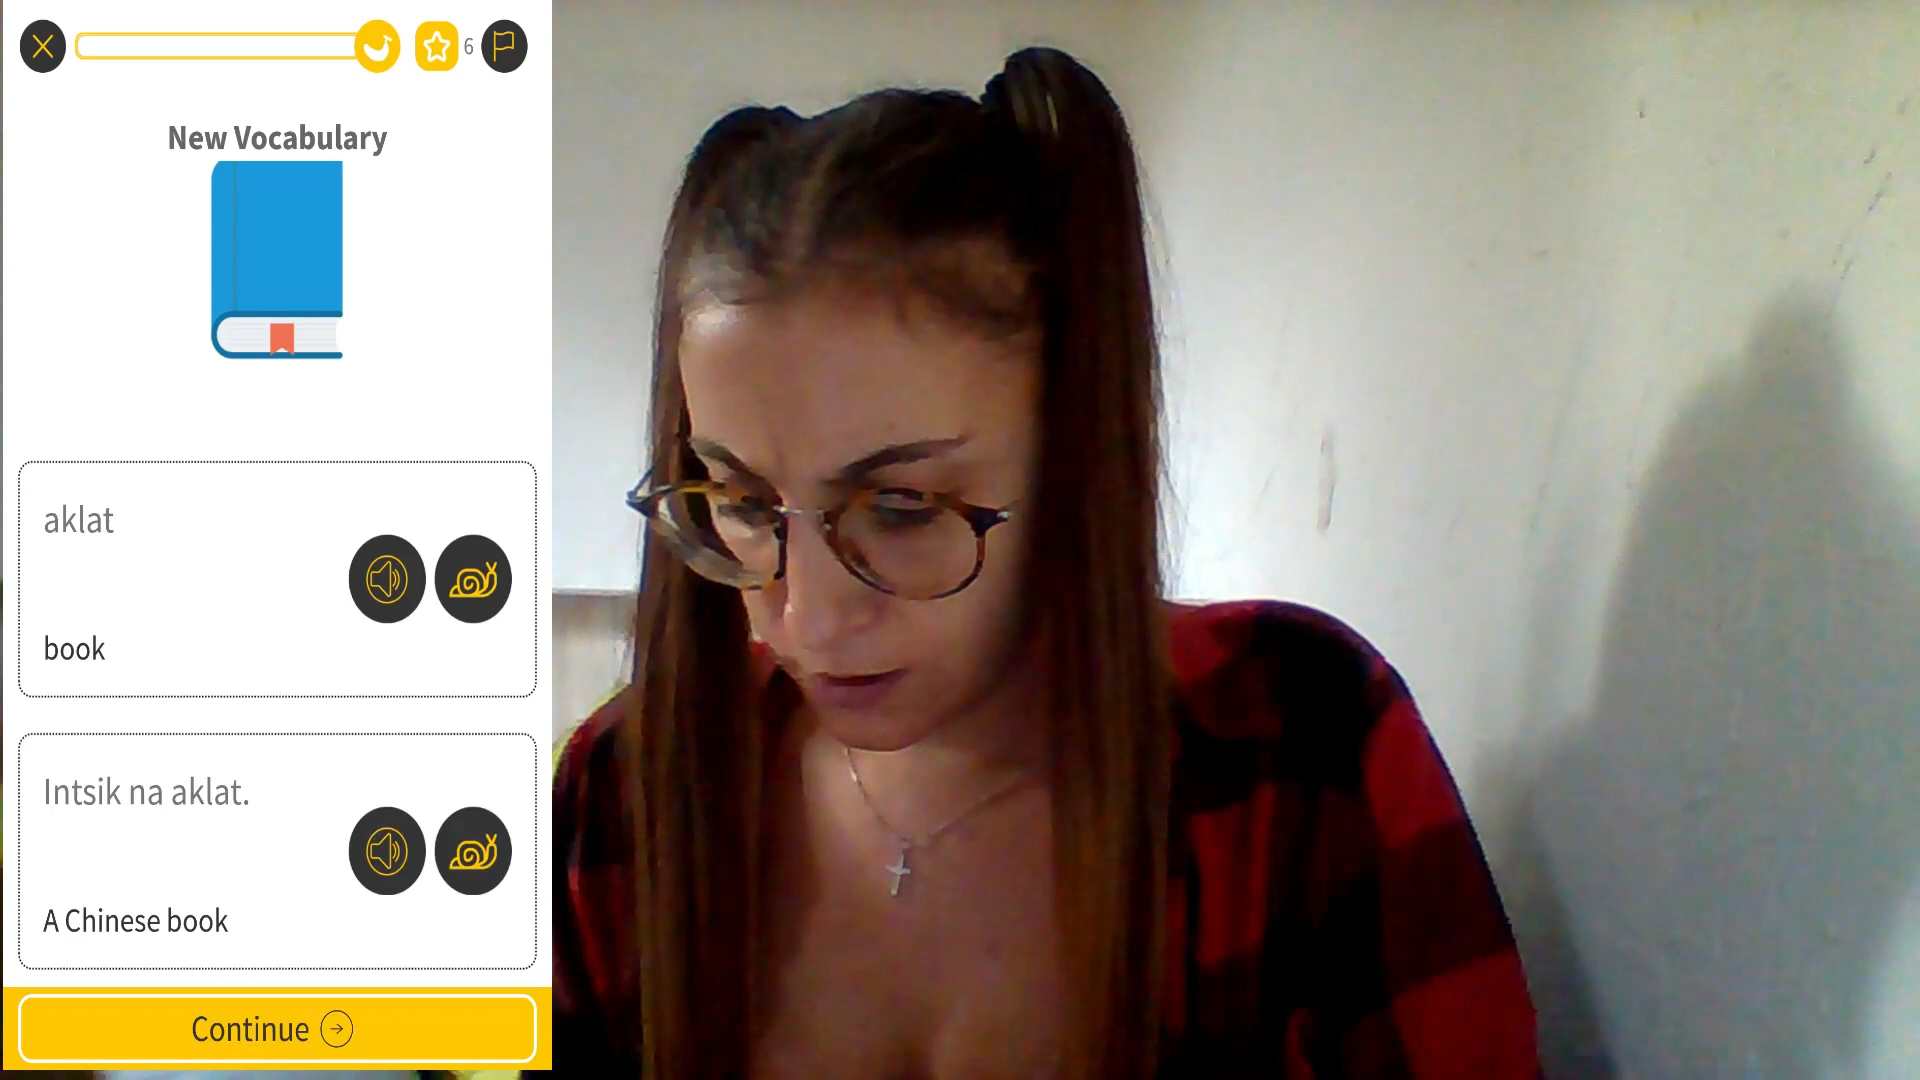 6
New Vocabulary
aklat
book
Intsik na aklat.
A Chinese book
Continue